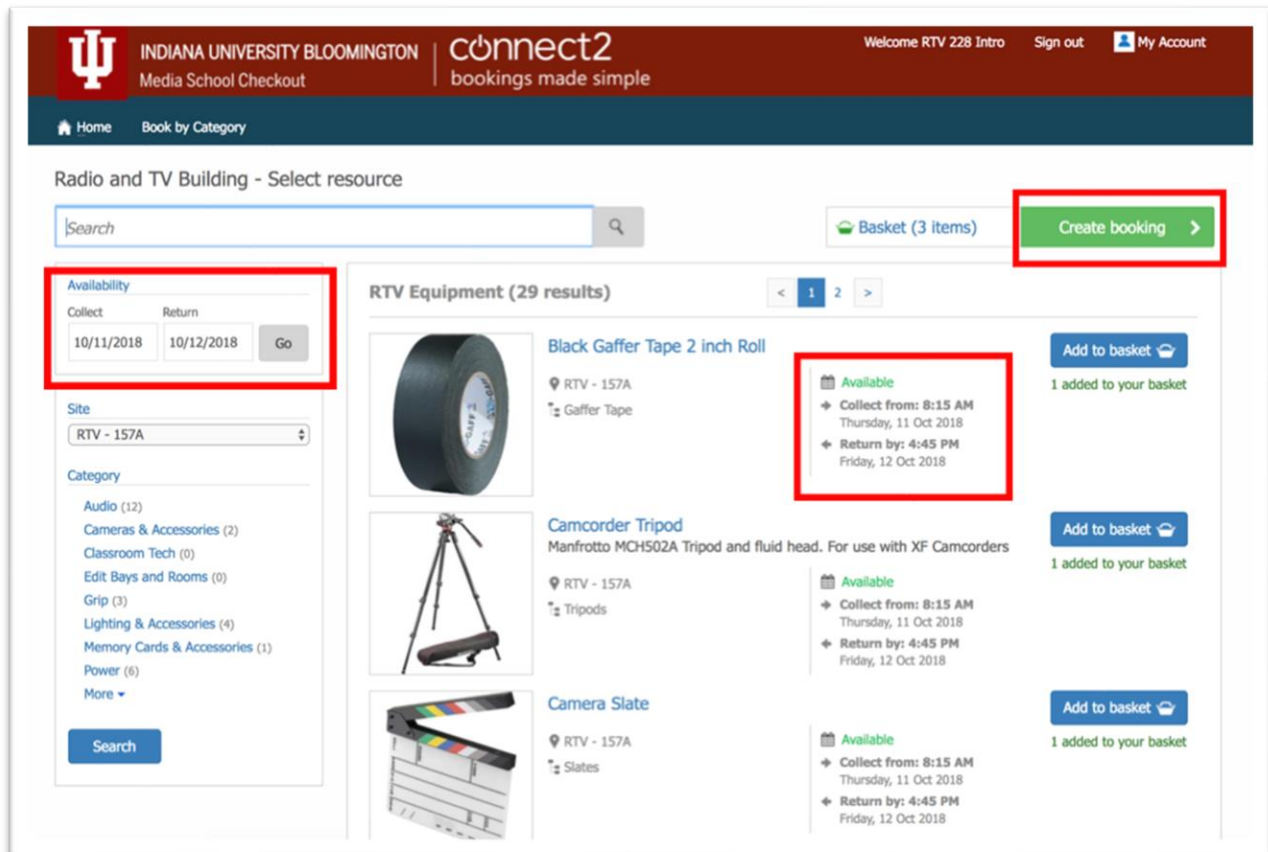 INDIANA UNIVERSITY BLOOMINGTON
Media School Checkout
connect2
bookings made simple
Welcome RTV 228 Intro
Sign out
My Account
Home
Book by Category
Radio and TV Building - Select resource
Search
Basket (3 items)
Create booking
Availability
Collect Return
10/11/2018 10/12/2018 Go
Site
RTV - 157A
Category
Audio (12)
Cameras & Accessories (2)
Classroom Tech (0)
Edit Bays and Rooms (0)
Grip (3)
Lighting & Accessories (4)
Memory Cards & Accessories (1)
Power (6)
More
Search
RTV Equipment (29 results)
< 1 2 >
Black Gaffer Tape 2 inch Roll
RTV - 157A
Gaffer Tape
Available
Collect from: 8:15 AM
Thursday, 11 Oct 2018
Return by: 4:45 PM
Friday, 12 Oct 2018
Add to basket
1 added to your basket
Camcorder Tripod
Manfrotto MCH502A Tripod and fluid head. For use with XF Camcorders
RTV - 157A
Tripods
Available
Collect from: 8:15 AM
Thursday, 11 Oct 2018
Return by: 4:45 PM
Friday, 12 Oct 2018
Add to basket
1 added to your basket
Camera Slate
RTV - 157A
Slates
Available
Collect from: 8:15 AM
Thursday, 11 Oct 2018
Return by: 4:45 PM
Friday, 12 Oct 2018
Add to basket
1 added to your basket